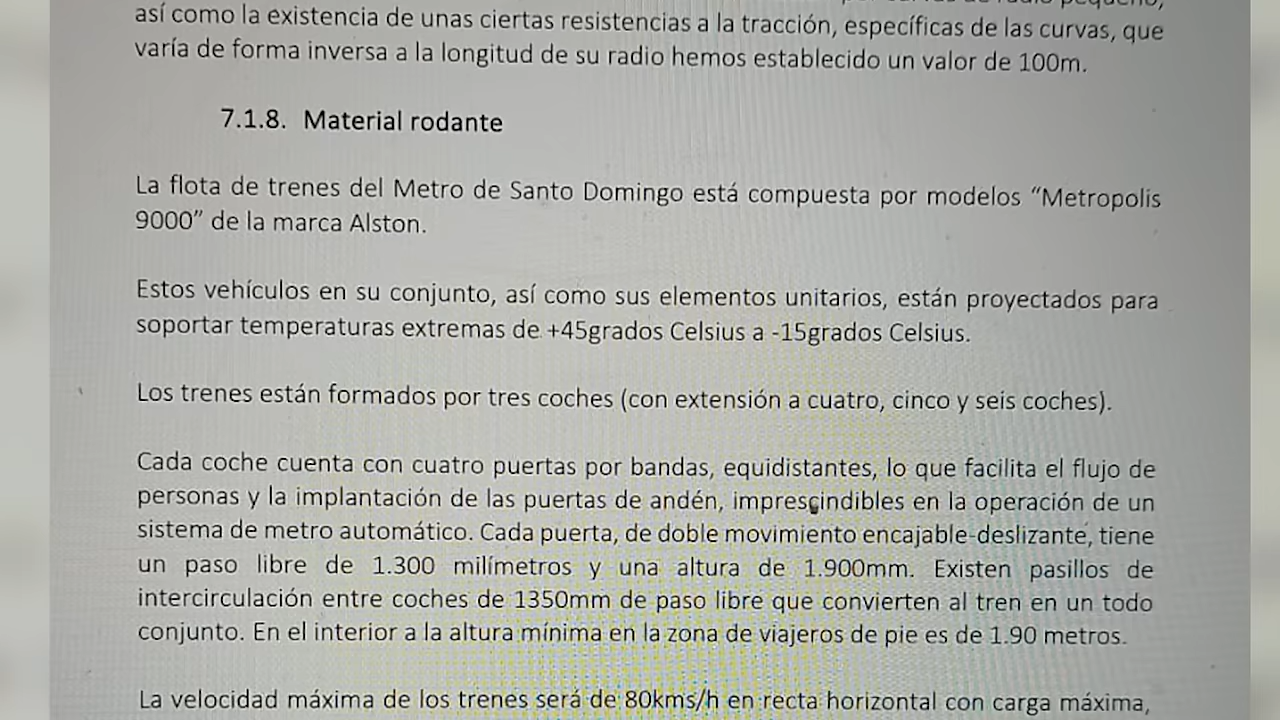 así como la existencia de unas ciertas resistencias a la tracción, específicas de las curvas, que
varía de forma inversa a la longitud de su radio hemos establecido un valor de 100m.
7.1.8. Material rodante
La flota de trenes del Metro de Santo Domingo está compuesta por modelos “Metropolis
9000” de la marca Alston.
Estos vehículos en su conjunto, así como sus elementos unitarios, están proyectados para
soportar temperaturas extremas de +45grados Celsius a -15grados Celsius.
Los trenes están formados por tres coches (con extensión a cuatro, cinco y seis coches).
Cada coche cuenta con cuatro puertas por bandas, equidistantes, lo que facilita el flujo de
personas y la implantación de las puertas de andén, imprescindibles en la operación de un
sistema de metro automático. Cada puerta, de doble movimiento encajable-deslizante, tiene
un paso libre de 1.300 milímetros y una altura de 1.900mm. Existen pasillos de
intercirculación entre coches de 1350mm de paso libre que convierten al tren en un todo
conjunto. En el interior a la altura mínima en la zona de viajeros de pie es de 1.90 metros.
La velocidad máxima de los trenes será de 80kms/h en recta horizontal con carga máxima,